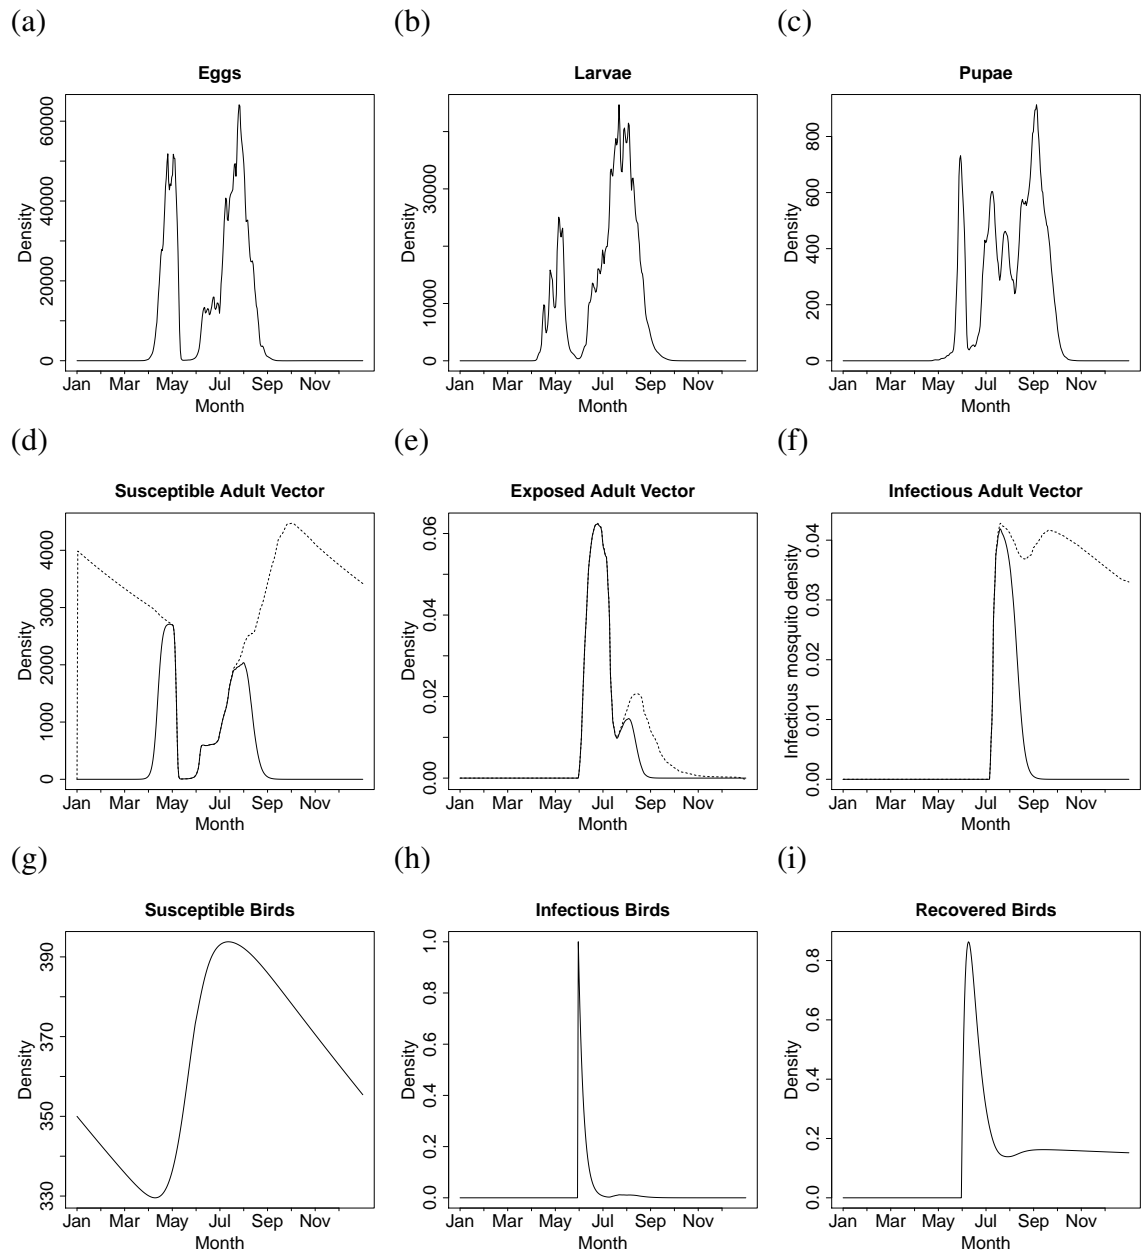 (a)
Eggs
Density
0 20000 40000 60000
Jan Mar May Jul Sep Nov
Month
(b)
Larvae
Density
0 10000 30000
Jan Mar May Jul Sep Nov
Month
(c)
Pupae
Density
0 200 400 600 800
Jan Mar May Jul Sep Nov
Month
(d)
Susceptible Adult Vector
Density
0 1000 2000 3000 4000
Jan Mar May Jul Sep Nov
Month
(e)
Exposed Adult Vector
Density
0.00 0.02 0.04 0.06
Jan Mar May Jul Sep Nov
Month
(f)
Infectious Adult Vector
Infectious mosquito density
0.00 0.01 0.02 0.03 0.04
Jan Mar May Jul Sep Nov
Month
(g)
Susceptible Birds
Density
330 350 370 390
Jan Mar May Jul Sep Nov
Month
(h)
Infectious Birds
Density
0.0 0.2 0.4 0.6 0.8 1.0
Jan Mar May Jul Sep Nov
Month
(i)
Recovered Birds
Density
0.0 0.2 0.4 0.6 0.8
Jan Mar May Jul Sep Nov
Month